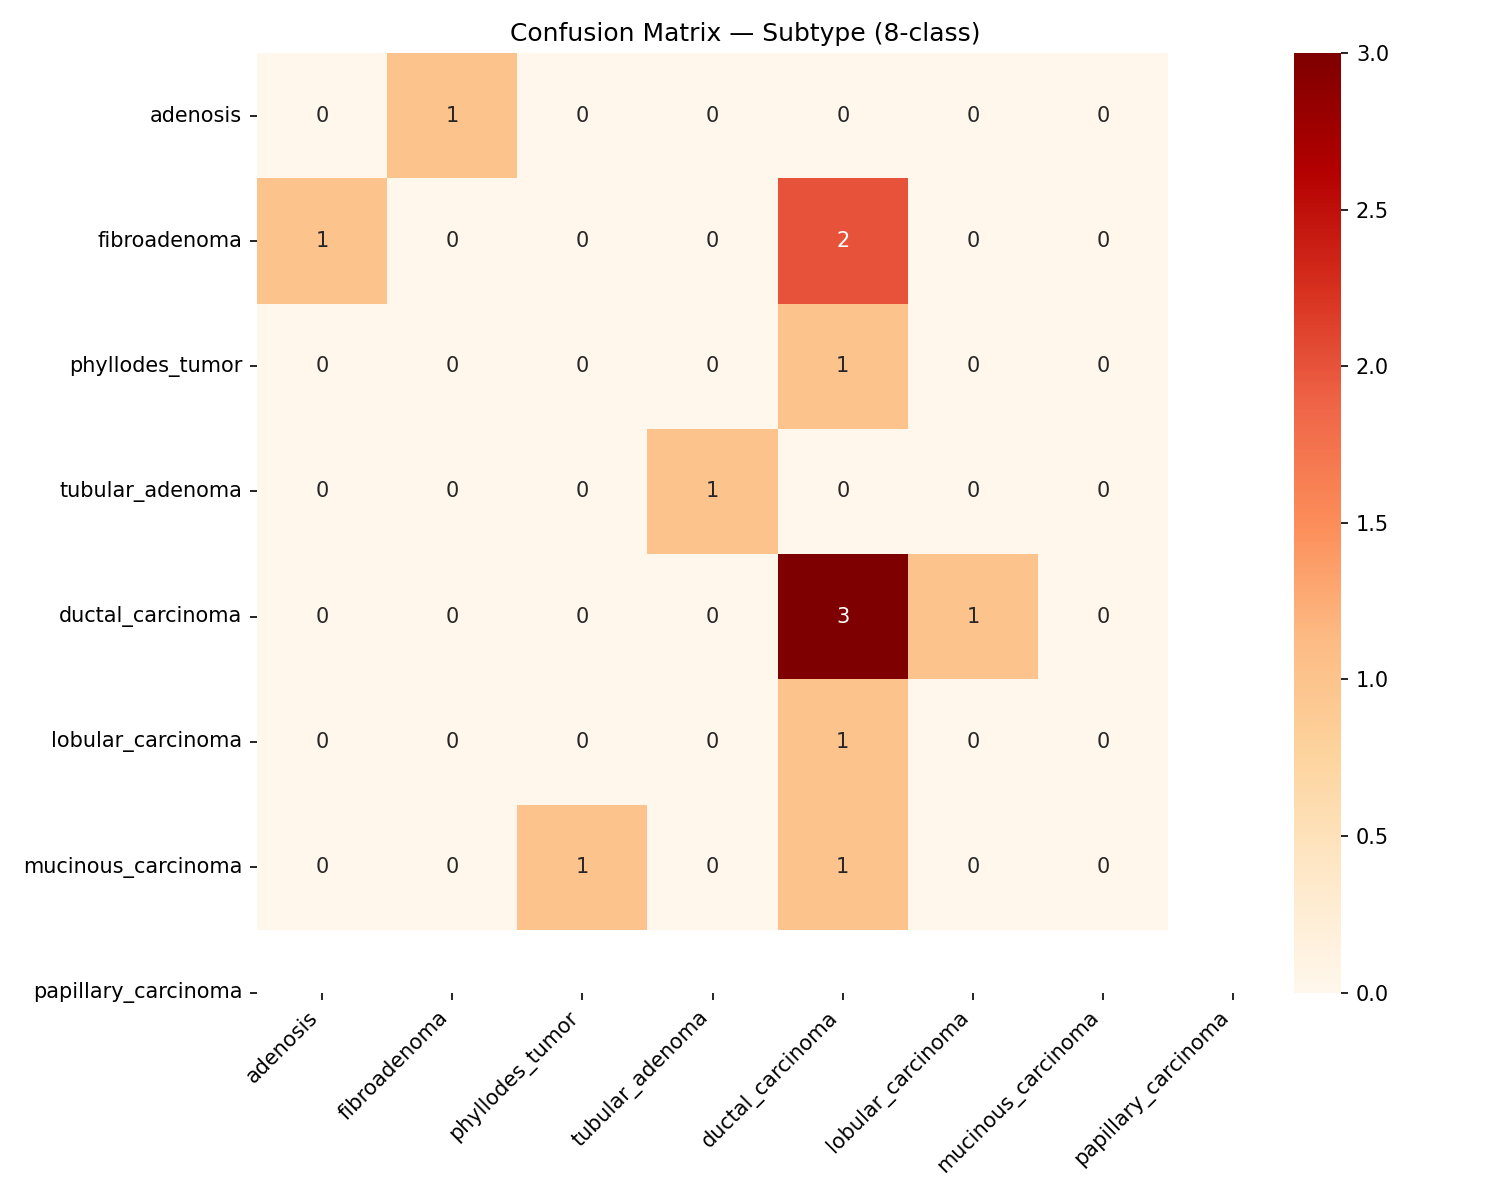 Confusion Matrix — Subtype (8-class)
adenosis 0 1 0 0 0 0 0
fibroadenoma 1 0 0 0 2 0 0
phyllodes_tumor 0 0 0 0 1 0 0
tubular_adenoma 0 0 0 1 0 0 0
ductal_carcinoma 0 0 0 0 3 1 0
lobular_carcinoma 0 0 0 0 1 0 0
mucinous_carcinoma 0 0 1 0 1 0 0
papillary_carcinoma
adenosis
fibroadenoma
phyllodes_tumor
tubular_adenoma
ductal_carcinoma
lobular_carcinoma
mucinous_carcinoma
papillary_carcinoma
3.0
2.5
2.0
1.5
1.0
0.5
0.0